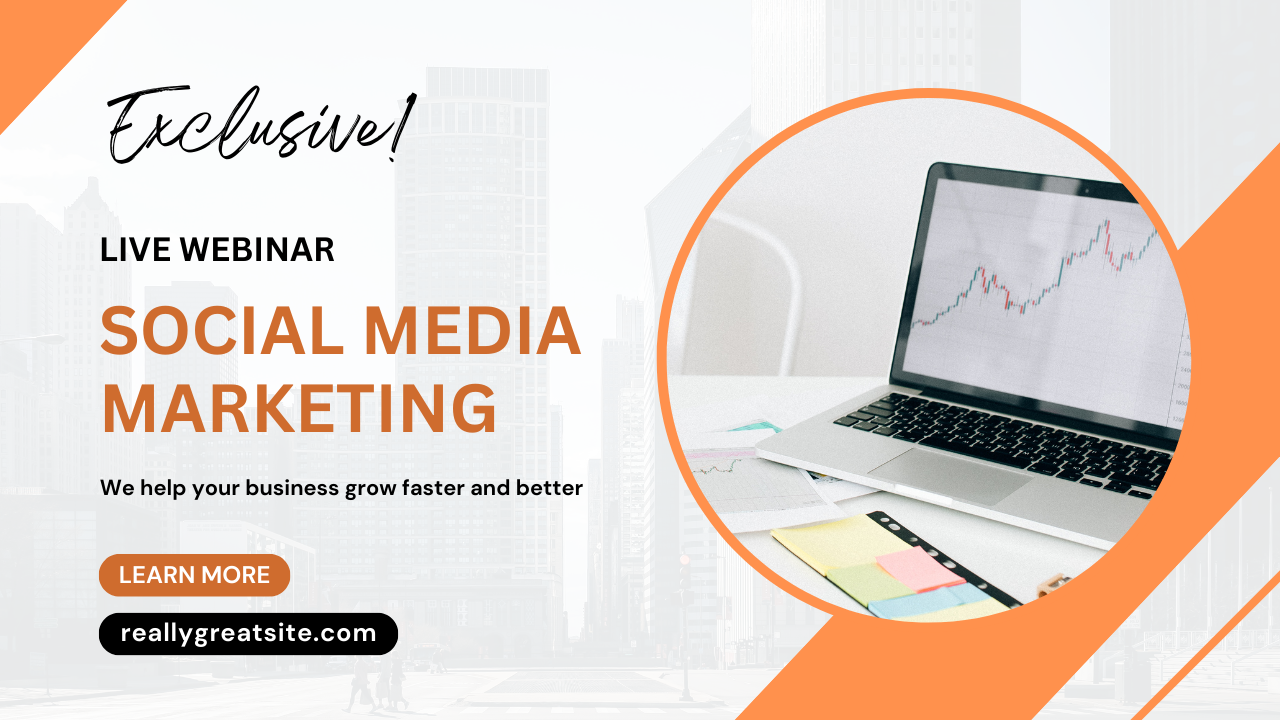 Exclusive!
LIVE WEBINAR
SOCIAL MEDIA
MARKETING
We help your business grow faster and better
LEARN MORE
reallygreatsite.com